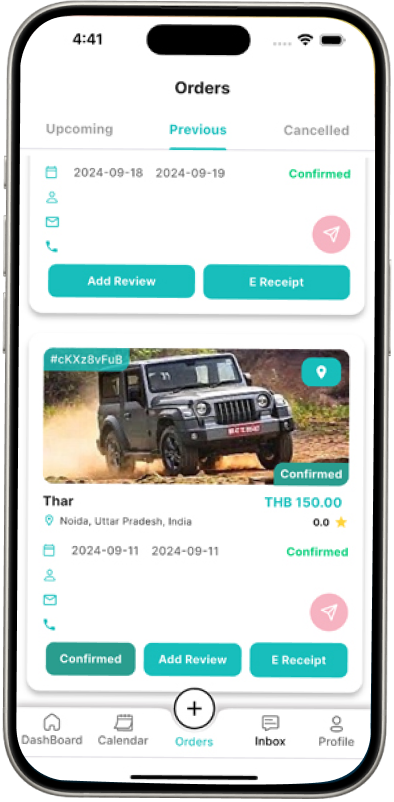 4:41
Orders
Upcoming Previous Cancelled
2024-09-18 2024-09-19 Confirmed
Add Review E Receipt
#cKXz8vFuB
Confirmed
Thar THB 150.00
Noida, Uttar Pradesh, India 0.0
2024-09-11 2024-09-11 Confirmed
Confirmed Add Review E Receipt
DashBoard Calendar Orders Inbox Profile